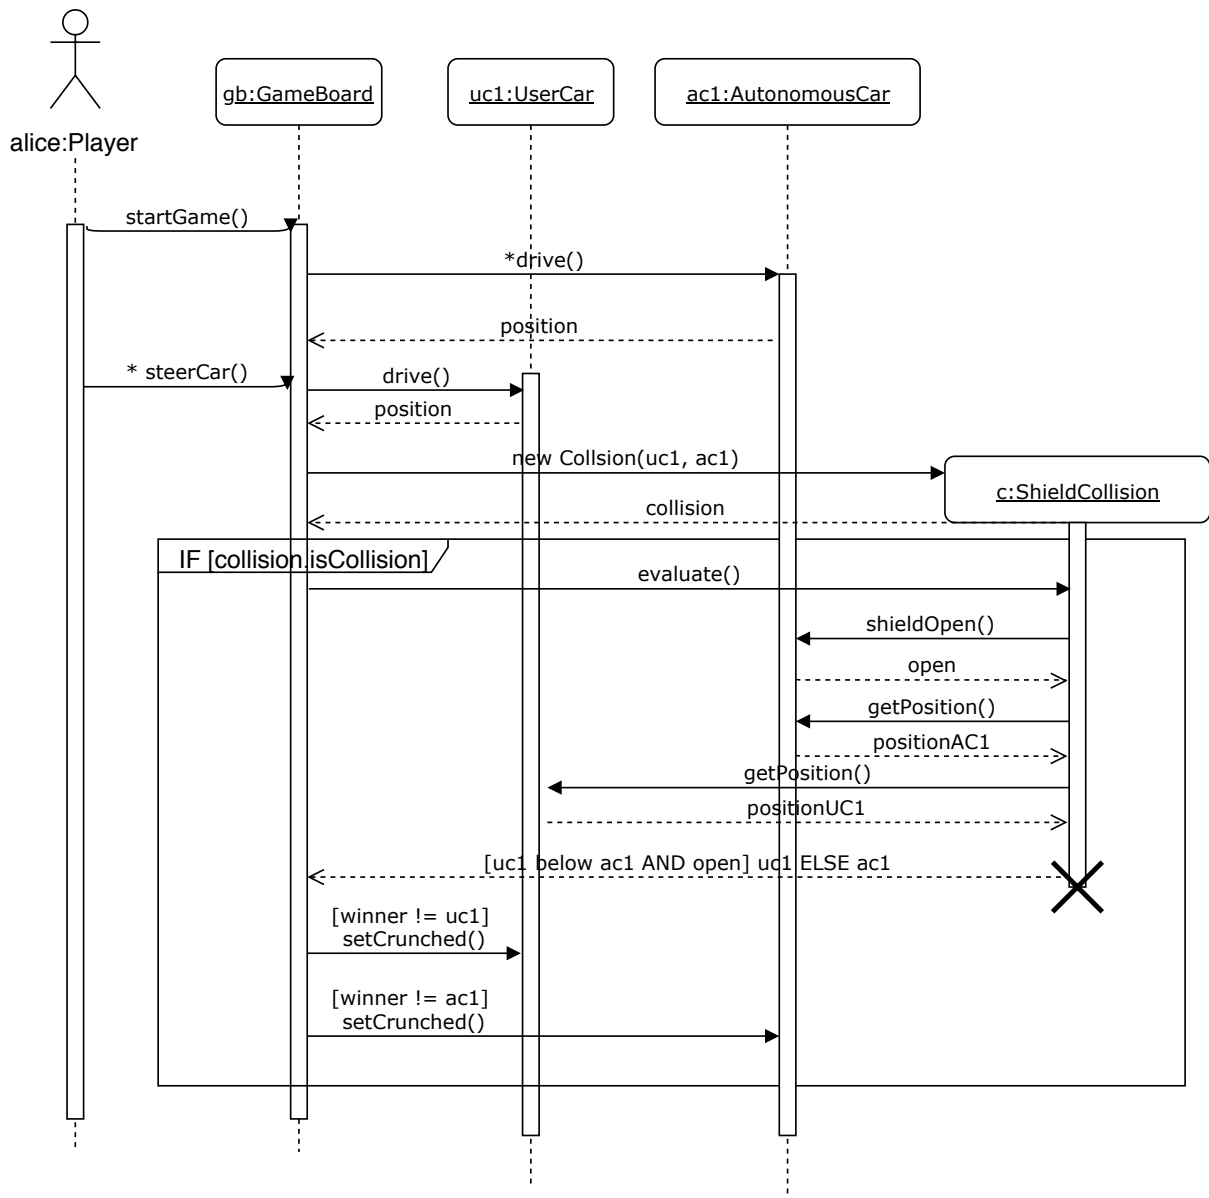 gb:GameBoard
uc1:UserCar
ac1:AutonomousCar
alice:Player
startGame()
*drive()
position
* steerCar()
drive()
position
new Collsion(uc1, ac1)
c:ShieldCollision
collision
IF [collision.isCollision]
evaluate()
shieldOpen()
open
getPosition()
positionAC1
getPosition()
positionUC1
[uc1 below ac1 AND open] uc1 ELSE ac1
[winner != uc1]
setCrunched()
[winner != ac1]
setCrunched()